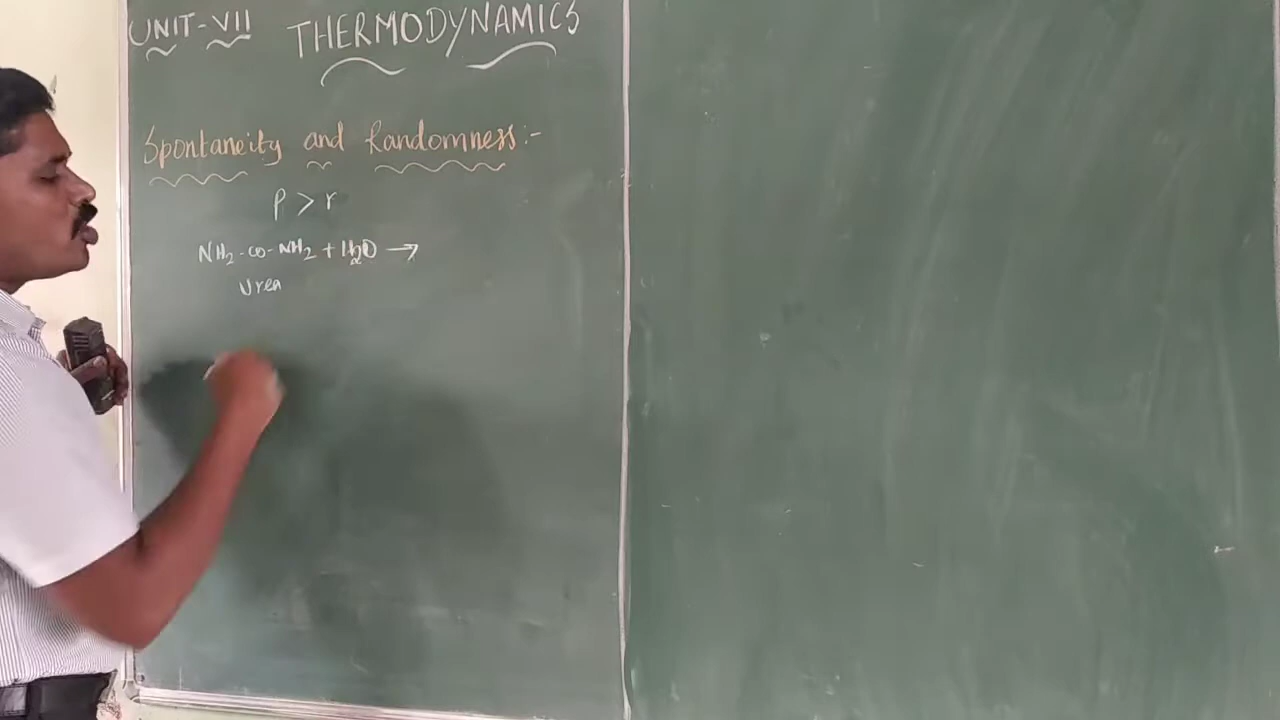 UNIT-VII THERMODYNAMICS
Spontaneity and Randomness:-
P > r
NH2-CO-NH2 + H2O →
Urea